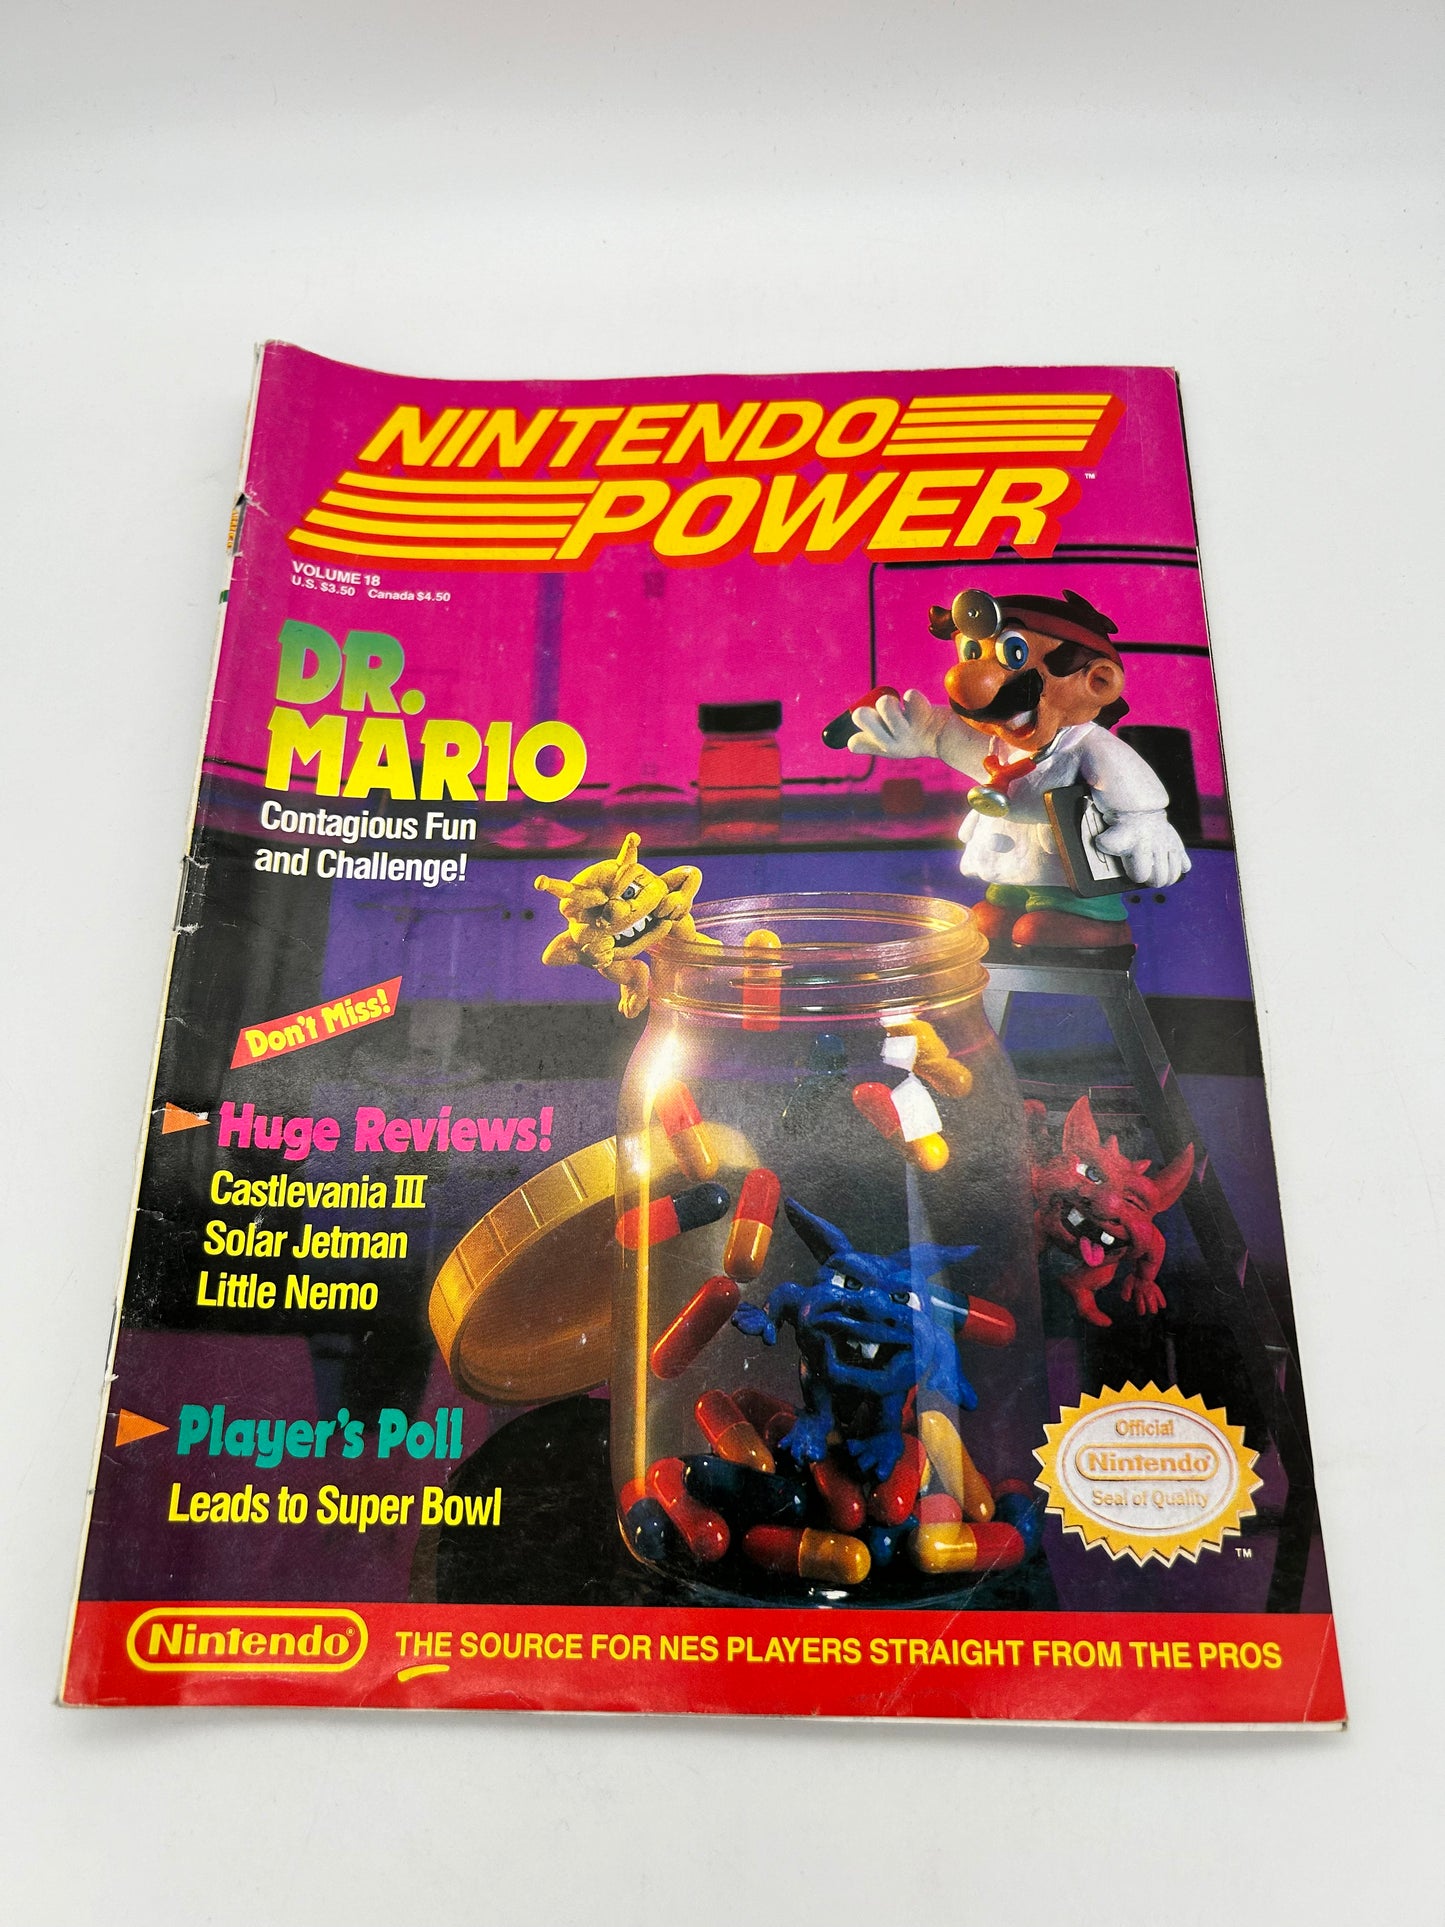 NINTENDO
POWER™
VOLUME 18
U.S. $3.50 Canada $4.50
DR.
MARIO
Contagious Fun
and Challenge!
Don't Miss!
Huge Reviews!
Castlevania III
Solar Jetman
Little Nemo
Player's Poll
Leads to Super Bowl
Official
Nintendo®
Seal of Quality
TM
Nintendo®
THE SOURCE FOR NES PLAYERS STRAIGHT FROM THE PROS